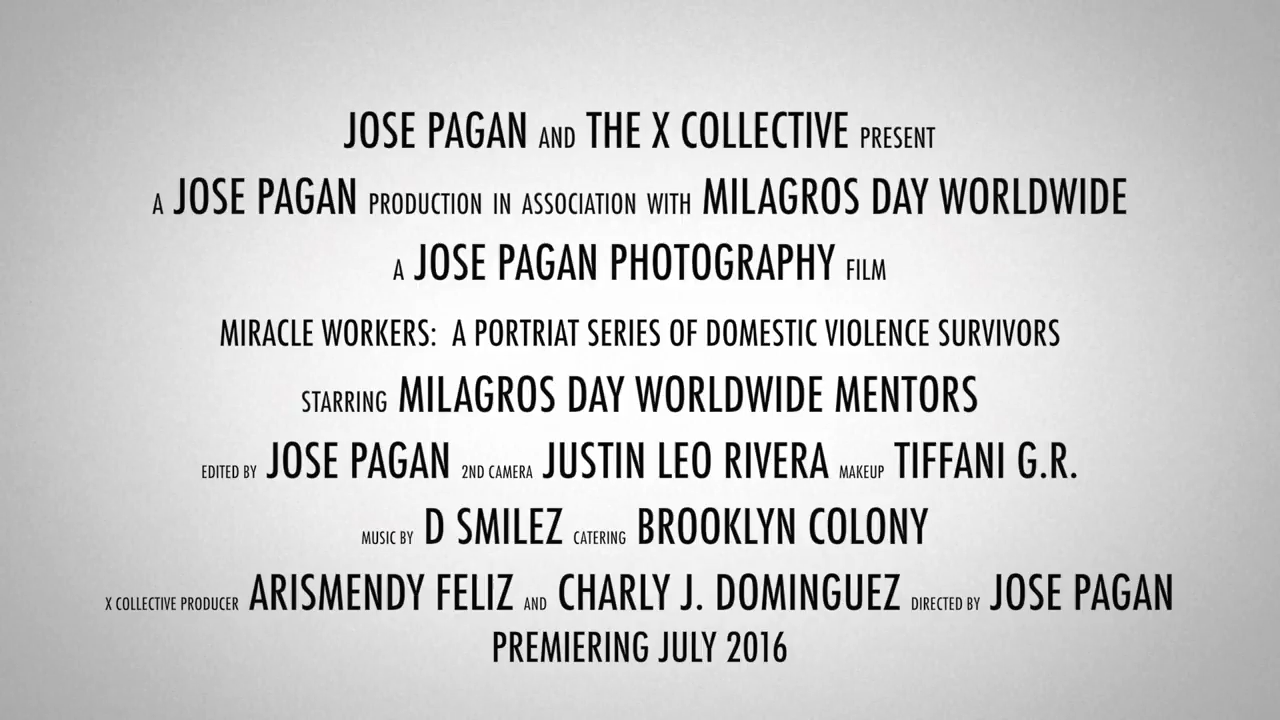 JOSE PAGAN AND THE X COLLECTIVE PRESENT
A JOSE PAGAN PRODUCTION IN ASSOCIATION WITH MILAGROS DAY WORLDWIDE
A JOSE PAGAN PHOTOGRAPHY FILM
MIRACLE WORKERS: A PORTRIAT SERIES OF DOMESTIC VIOLENCE SURVIVORS
STARRING MILAGROS DAY WORLDWIDE MENTORS
EDITED BY JOSE PAGAN 2ND CAMERA JUSTIN LEO RIVERA MAKEUP TIFFANI G.R.
MUSIC BY D SMILEZ CATERING BROOKLYN COLONY
X COLLECTIVE PRODUCER ARISMENDY FELIZ AND CHARLY J. DOMINGUEZ DIRECTED BY JOSE PAGAN
PREMIERING JULY 2016